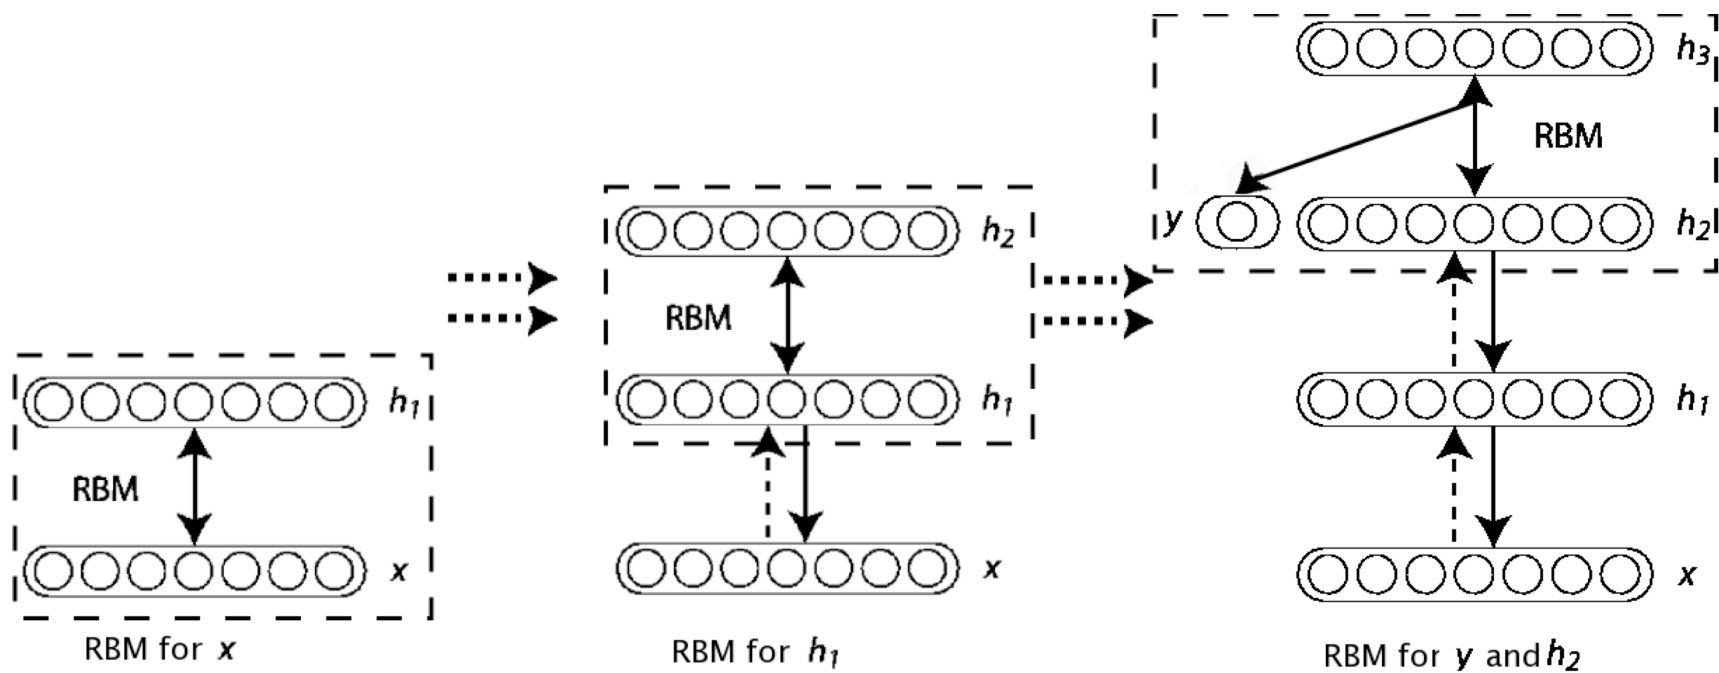 h1
RBM
x
RBM for x
h2
RBM
h1
x
RBM for h1
h3
RBM
y
h2
h1
x
RBM for y and h2